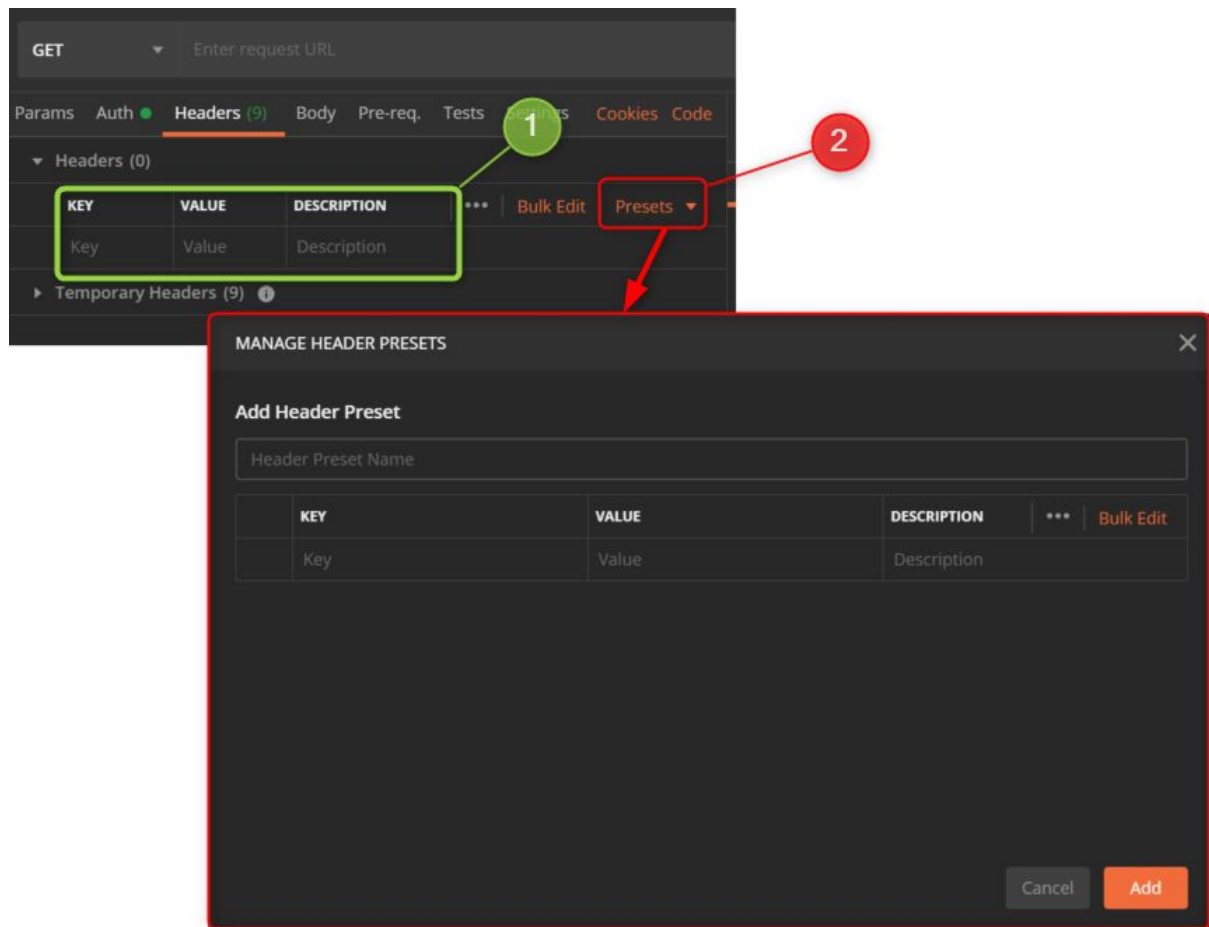 GET Enter request URL
Params Auth Headers (9) Body Pre-req. Tests Settings Cookies Code
1
2
Headers (0)
KEY VALUE DESCRIPTION ••• Bulk Edit Presets
Key Value Description
Temporary Headers (9)
MANAGE HEADER PRESETS
Add Header Preset
Header Preset Name
KEY VALUE DESCRIPTION ••• Bulk Edit
Key Value Description
Cancel Add